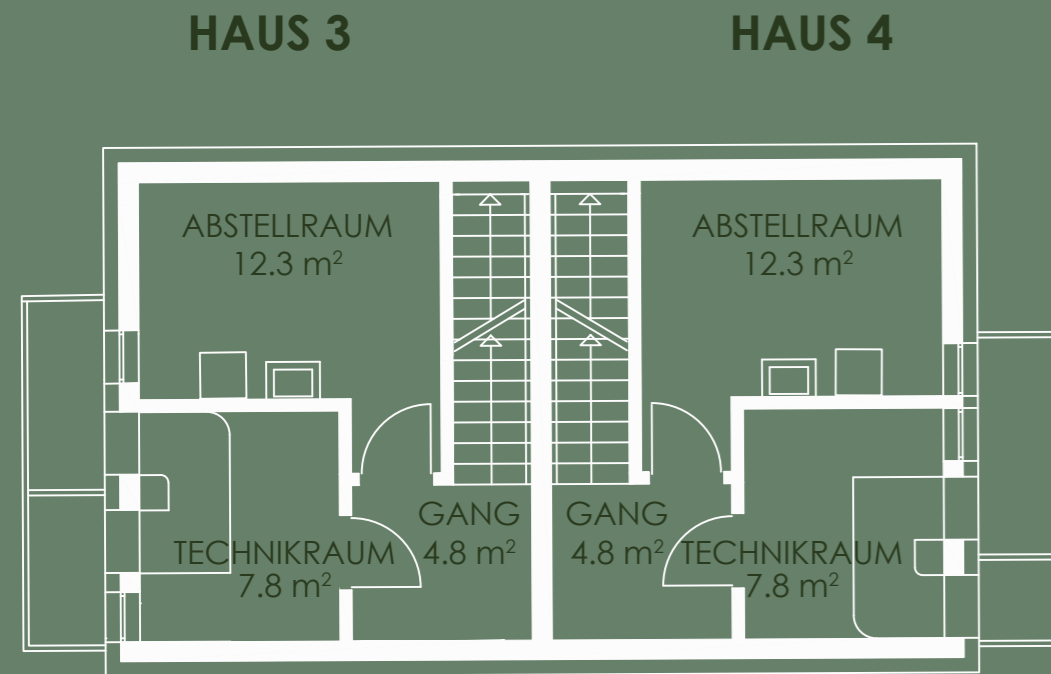 HAUS 3
HAUS 4
ABSTELLRAUM
12.3 m²
ABSTELLRAUM
12.3 m²
GANG
4.8 m²
GANG
4.8 m²
TECHNIKRAUM
7.8 m²
TECHNIKRAUM
7.8 m²